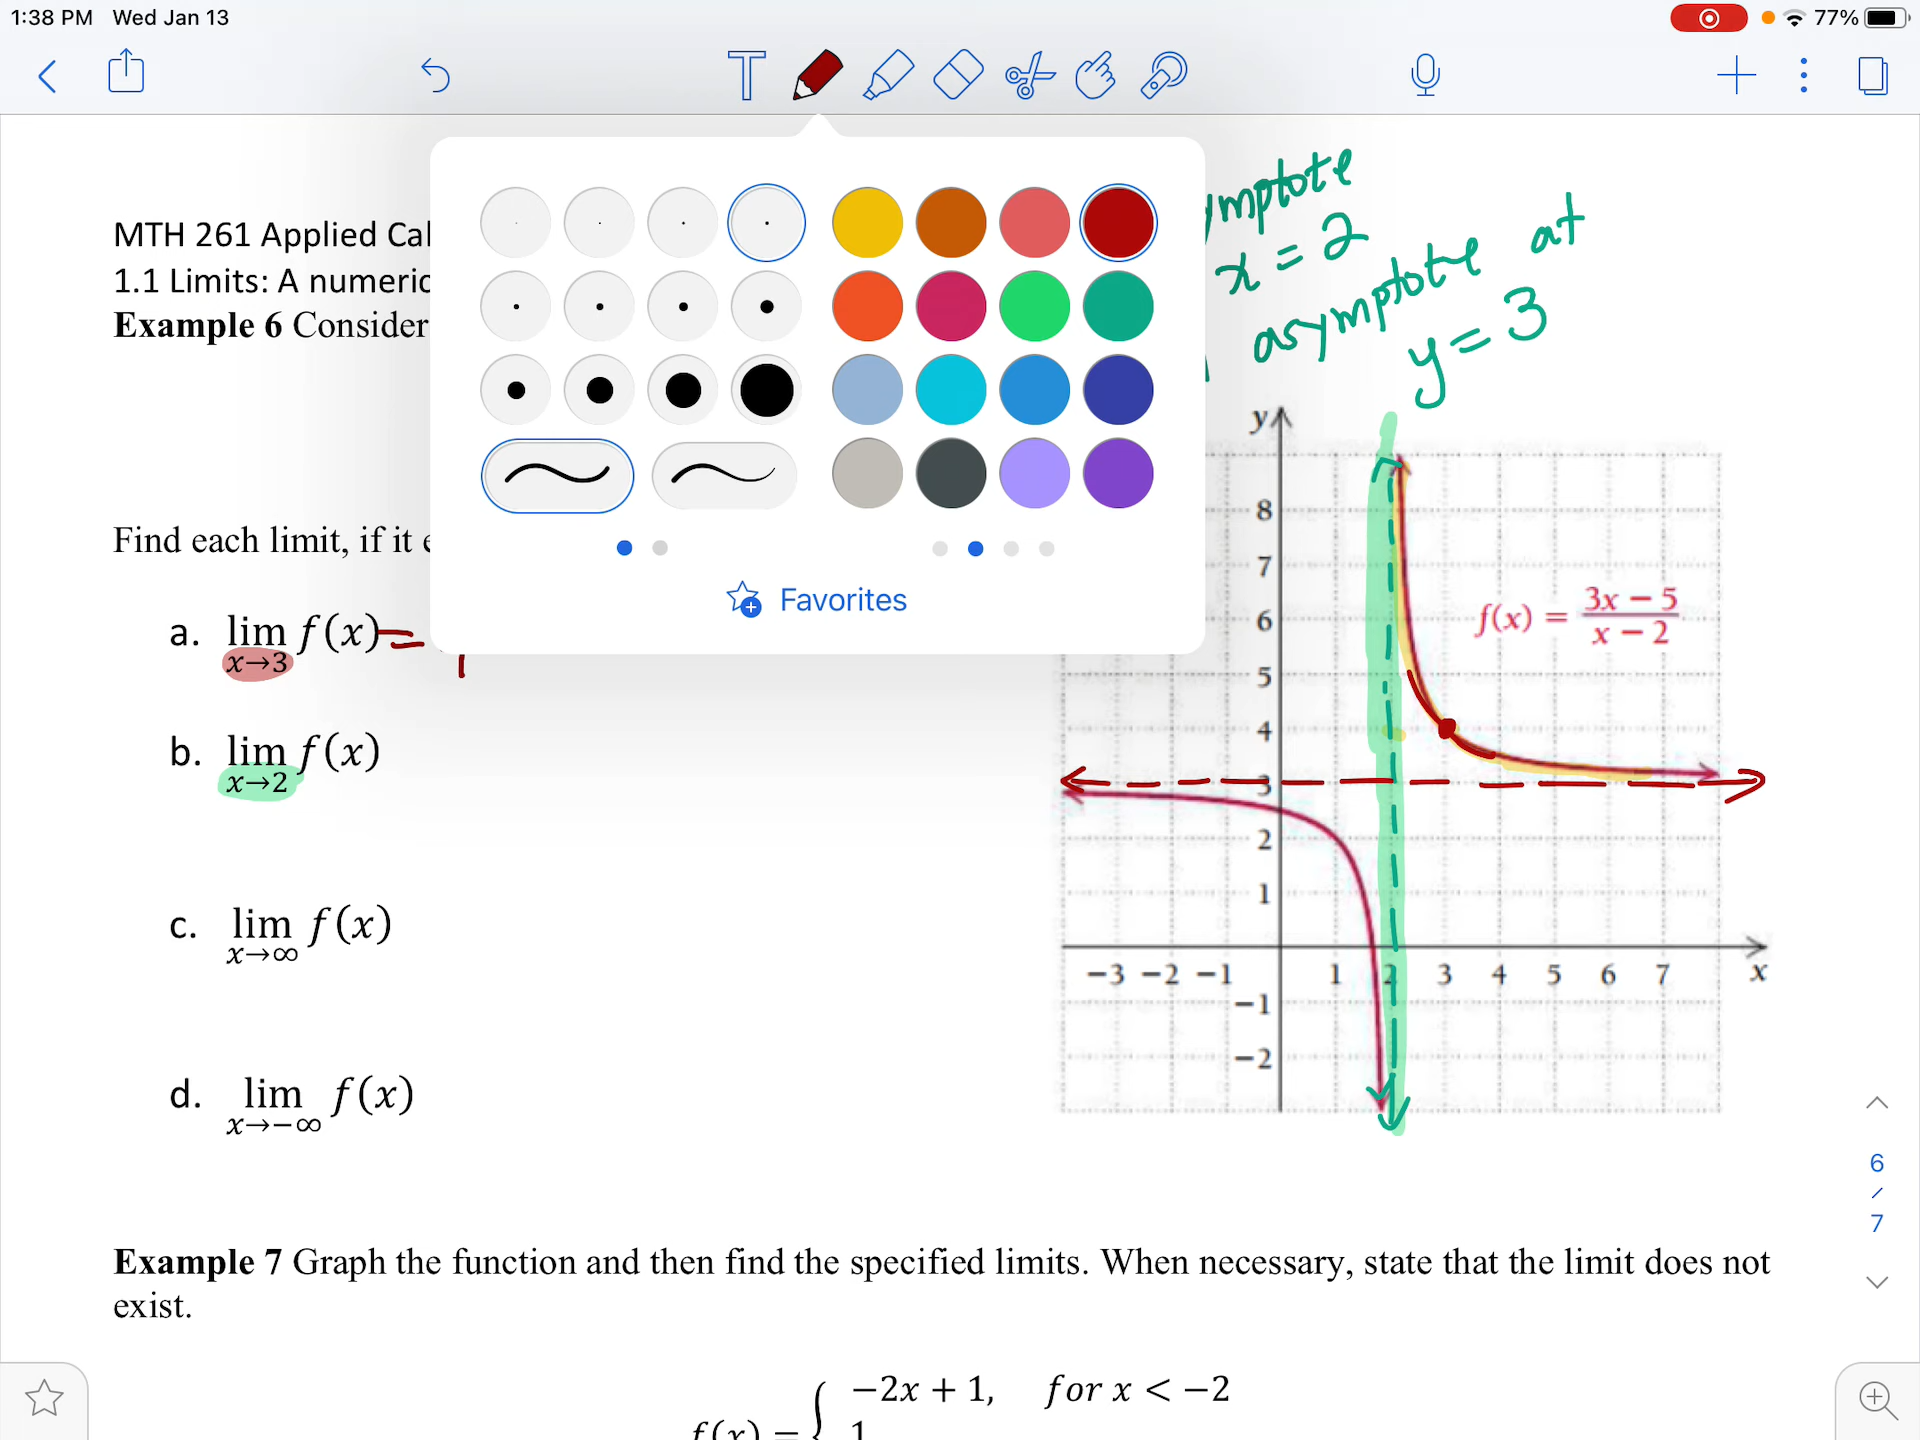 1:38 PM Wed Jan 13
77%
T
MTH 261 Applied Cal
1.1 Limits: A numeric
Example 6 Consider
Find each limit, if it e
a. lim f(x) =
x→3
b. lim f(x)
x→2
c. lim f(x)
x→∞
d. lim f(x)
x→−∞
Favorites
mptote
x = 2
asymptote at
y = 3
y
8
7
6
5
4
3
2
1
−3 −2 −1 1 2 3 4 5 6 7 x
−1
−2
f(x) = 3x − 5
x − 2
6
/
7
Example 7 Graph the function and then find the specified limits. When necessary, state that the limit does not
exist.
−2x + 1, for x < −2
f(x) = { 1